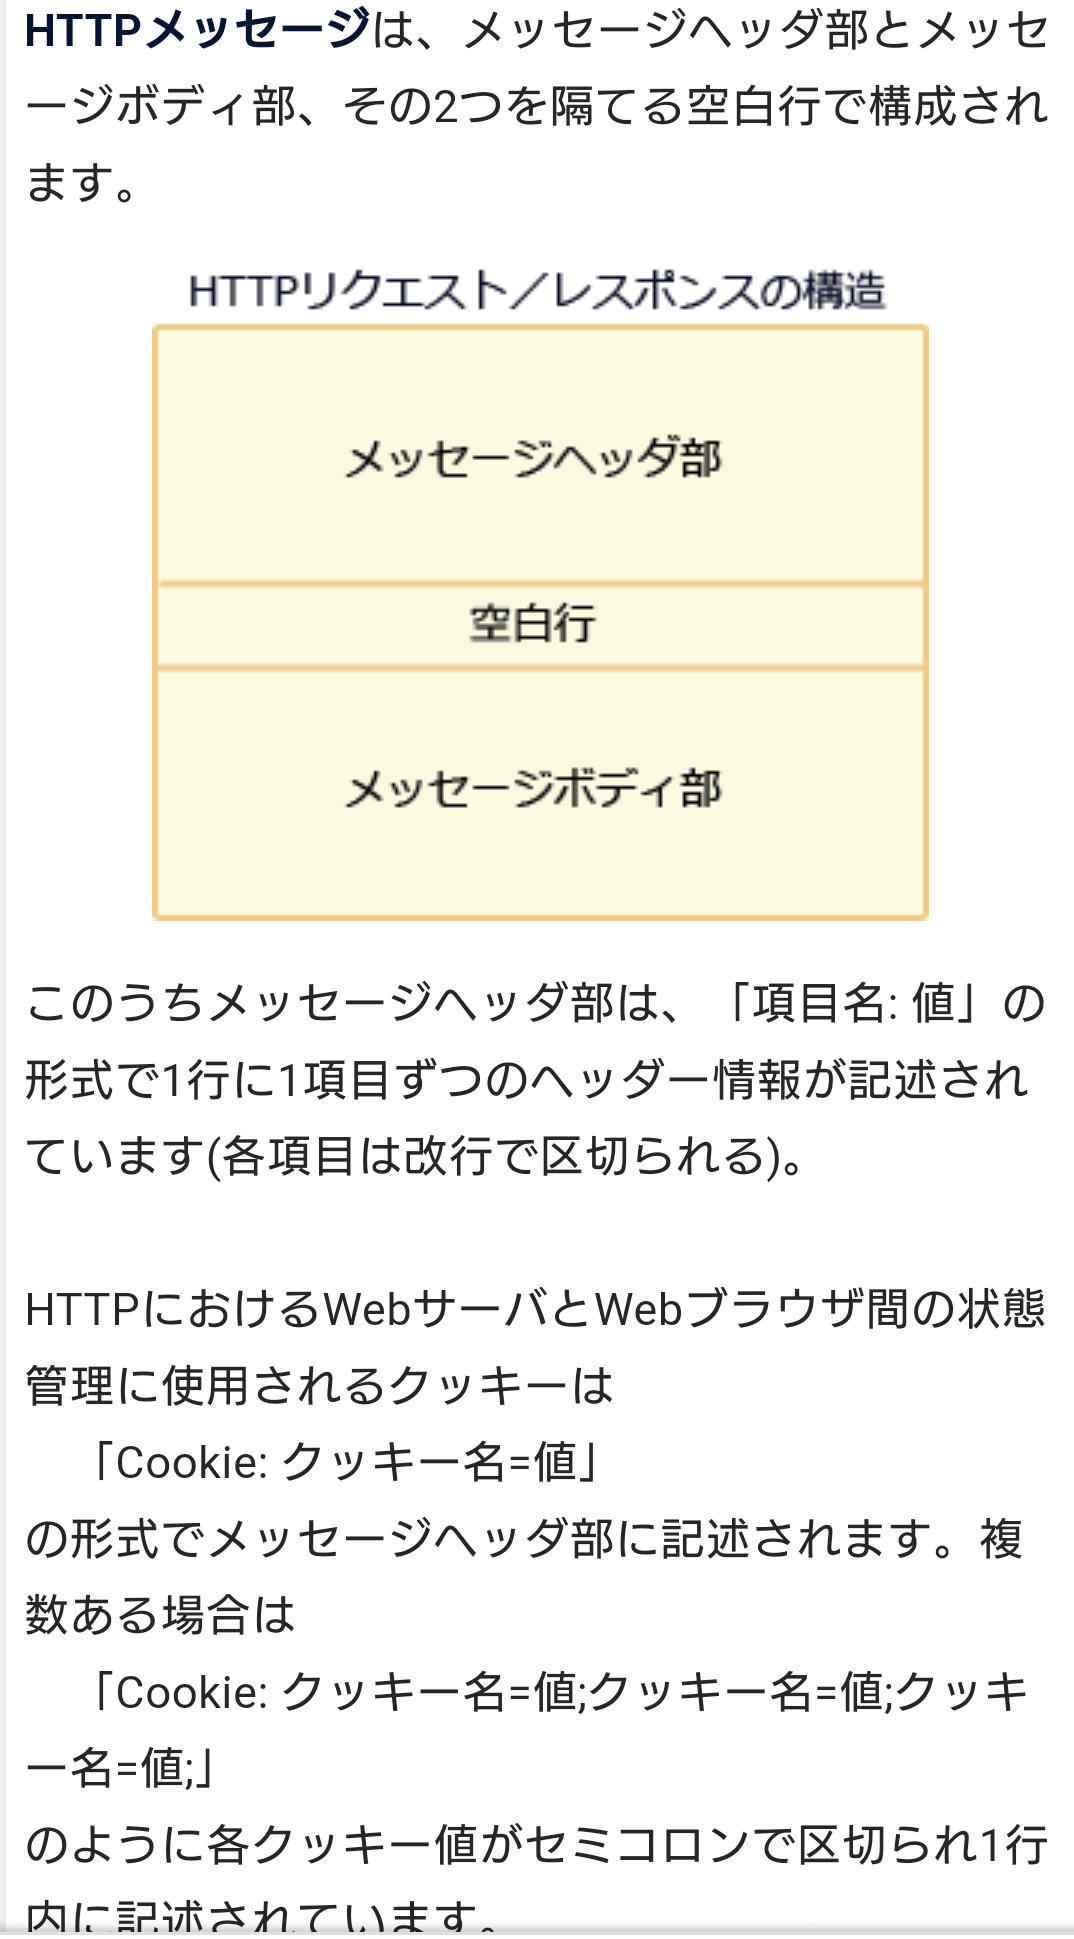 HTTPメッセージは、メッセージヘッダ部とメッセ
ージボディ部、その2つを隔てる空白行で構成され
ます。
HTTPリクエスト／レスポンスの構造
メッセージヘッダ部
空白行
メッセージボディ部
このうちメッセージヘッダ部は、「項目名: 値」の
形式で1行に1項目ずつのヘッダー情報が記述され
ています(各項目は改行で区切られる)。
HTTPにおけるWebサーバとWebブラウザ間の状態
管理に使用されるクッキーは
「Cookie: クッキー名=値」
の形式でメッセージヘッダ部に記述されます。複
数ある場合は
「Cookie: クッキー名=値;クッキー名=値;クッキ
ー名=値;」
のように各クッキー値がセミコロンで区切られ1行
内に記述されています。